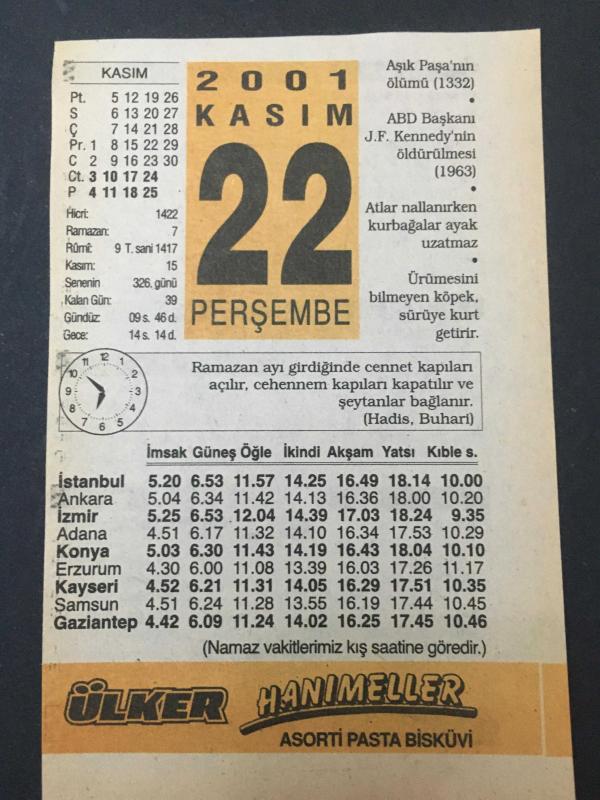 KASIM
Pt. 5 12 19 26
S 6 13 20 27
Ç 7 14 21 28
Pr. 1 8 15 22 29
C 2 9 16 23 30
Ct. 3 10 17 24
P 4 11 18 25
Hicrî: 1422
Ramazan: 7
Rûmî: 9 T. sani 1417
Kasım: 15
Senenin 326. günü
Kalan Gün: 39
Gündüz: 09 s. 46 d.
Gece: 14 s. 14 d.
2001
KASIM
22
PERŞEMBE
Aşık Paşa'nın
ölümü (1332)
•
ABD Başkanı
J.F. Kennedy'nin
öldürülmesi
(1963)
•
Atlar nallanırken
kurbağalar ayak
uzatmaz
•
Ürümesini
bilmeyen köpek,
sürüye kurt
getirir.
12 1 2 3 4 5 6 7 8 9 10 11
Ramazan ayı girdiğinde cennet kapıları
açılır, cehennem kapıları kapatılır ve
şeytanlar bağlanır.
(Hadis, Buhari)
İmsak Güneş Öğle İkindi Akşam Yatsı Kıble s.
İstanbul 5.20 6.53 11.57 14.25 16.49 18.14 10.00
Ankara 5.04 6.34 11.42 14.13 16.36 18.00 10.20
İzmir 5.25 6.53 12.04 14.39 17.03 18.24 9.35
Adana 4.51 6.17 11.32 14.10 16.34 17.53 10.29
Konya 5.03 6.30 11.43 14.19 16.43 18.04 10.10
Erzurum 4.30 6.00 11.08 13.39 16.03 17.26 11.17
Kayseri 4.52 6.21 11.31 14.05 16.29 17.51 10.35
Samsun 4.51 6.24 11.28 13.55 16.19 17.44 10.45
Gaziantep 4.42 6.09 11.24 14.02 16.25 17.45 10.46
(Namaz vakitlerimiz kış saatine göredir.)
ÜLKER HANIMELLER
ASORTİ PASTA BİSKÜVİ